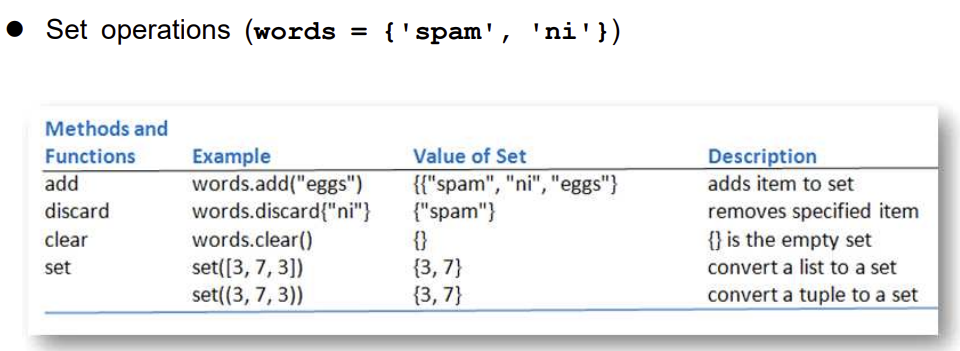 ● Set operations (words = {'spam', 'ni'})
Methods and
Functions Example Value of Set Description
add words.add("eggs") {{"spam", "ni", "eggs"} adds item to set
discard words.discard{"ni"} {"spam"} removes specified item
clear words.clear() {} {} is the empty set
set set([3, 7, 3]) {3, 7} convert a list to a set
set((3, 7, 3)) {3, 7} convert a tuple to a set